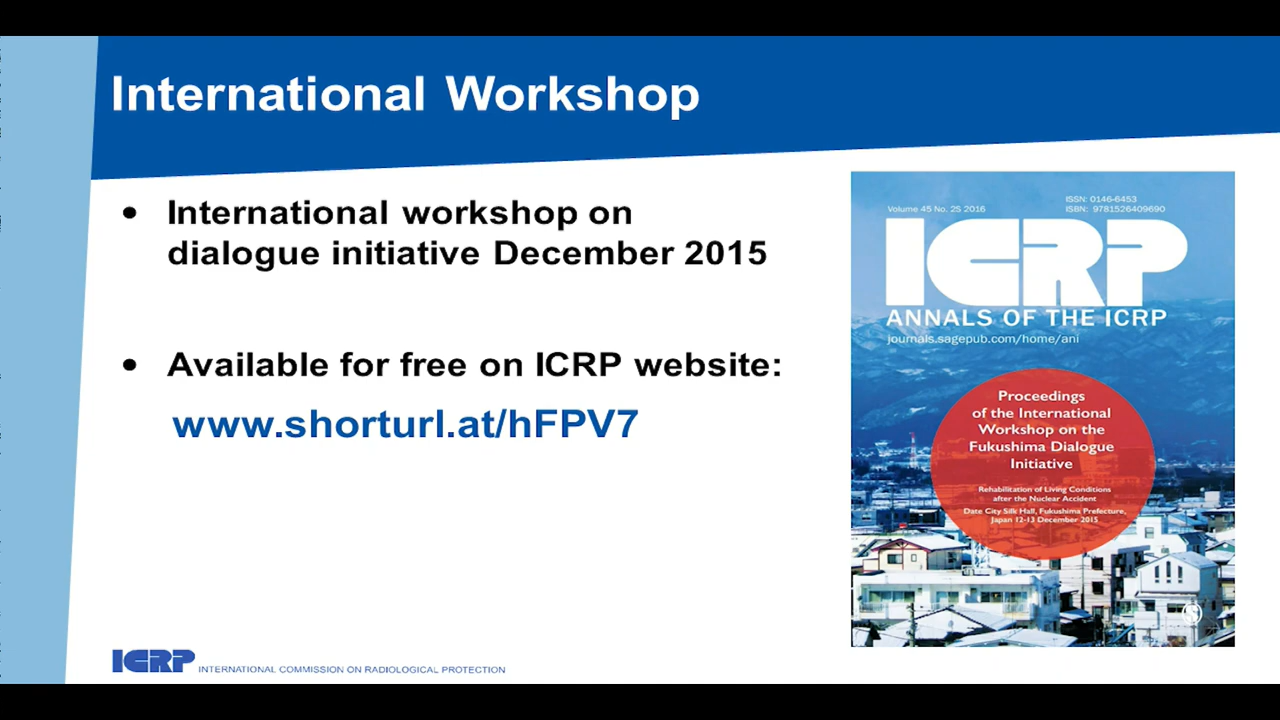 International Workshop
• International workshop on
dialogue initiative December 2015
• Available for free on ICRP website:
www.shorturl.at/hFPV7
Volume 45 No. 2S 2016
ISSN: 0146-6453
ISBN: 9781526409690
ICRP
ANNALS OF THE ICRP
journals.sagepub.com/home/ani
Proceedings
of the International
Workshop on the
Fukushima Dialogue
Initiative
Rehabilitation of Living Conditions
after the Nuclear Accident
Date City Silk Hall, Fukushima Prefecture,
Japan 12-13 December 2015
ICRP INTERNATIONAL COMMISSION ON RADIOLOGICAL PROTECTION